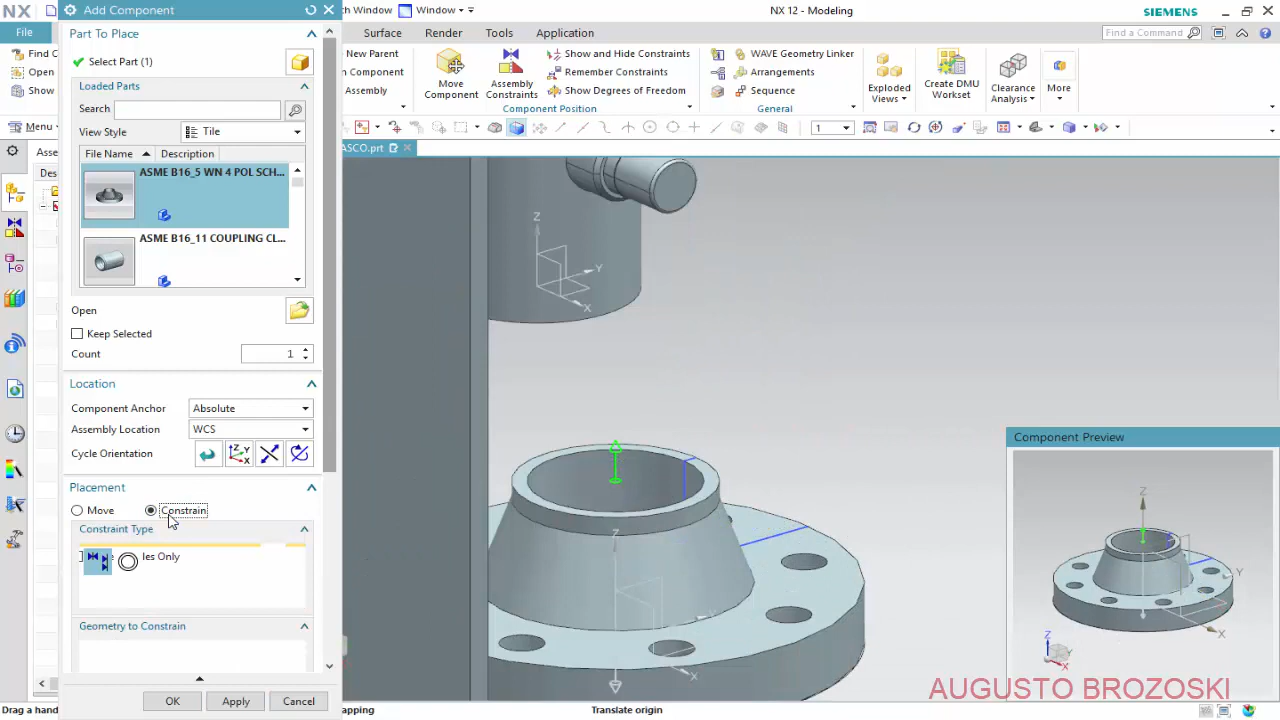 NX
Add Component
tch Window
Window
NX 12 - Modeling
SIEMENS
File
Surface
Render
Tools
Application
Find a Command
Part To Place
Find C
Open
Show
Select Part (1)
Loaded Parts
Search
View Style
Tile
File Name
Description
ASME B16_5 WN 4 POL SCH...
ASME B16_11 COUPLING CL...
New Parent
n Component
Assembly
Move
Component
Assembly
Constraints
Show and Hide Constraints
Remember Constraints
Show Degrees of Freedom
Component Position
WAVE Geometry Linker
Arrangements
Sequence
General
Exploded
Views
Create DMU
Workset
Clearance
Analysis
More
Menu
1
Asse
ASCO.prt
Des
Open
Keep Selected
Count
1
Location
Component Anchor
Absolute
Assembly Location
WCS
Cycle Orientation
Placement
Move
Constrain
Constraint Type
les Only
Geometry to Constrain
OK
Apply
Cancel
Z
Y
X
Z
X
Component Preview
Z
Y
X
Z
X
AUGUSTO BROZOSKI
Drag a hand
apping
Translate origin